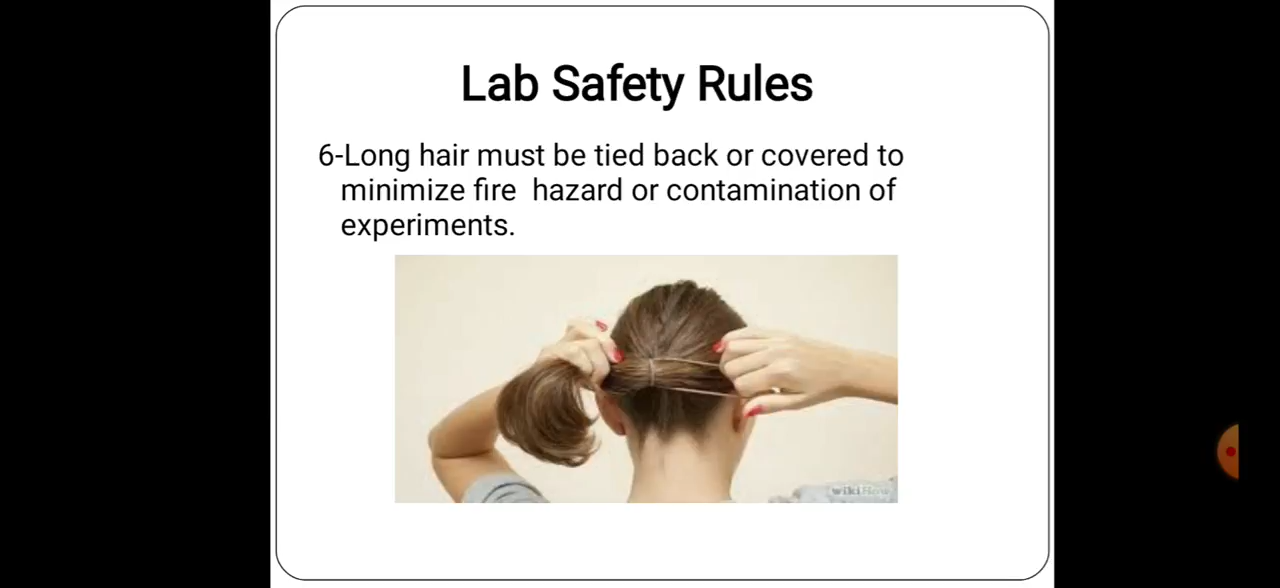 Lab Safety Rules
6-Long hair must be tied back or covered to
minimize fire hazard or contamination of
experiments.
wikiHow